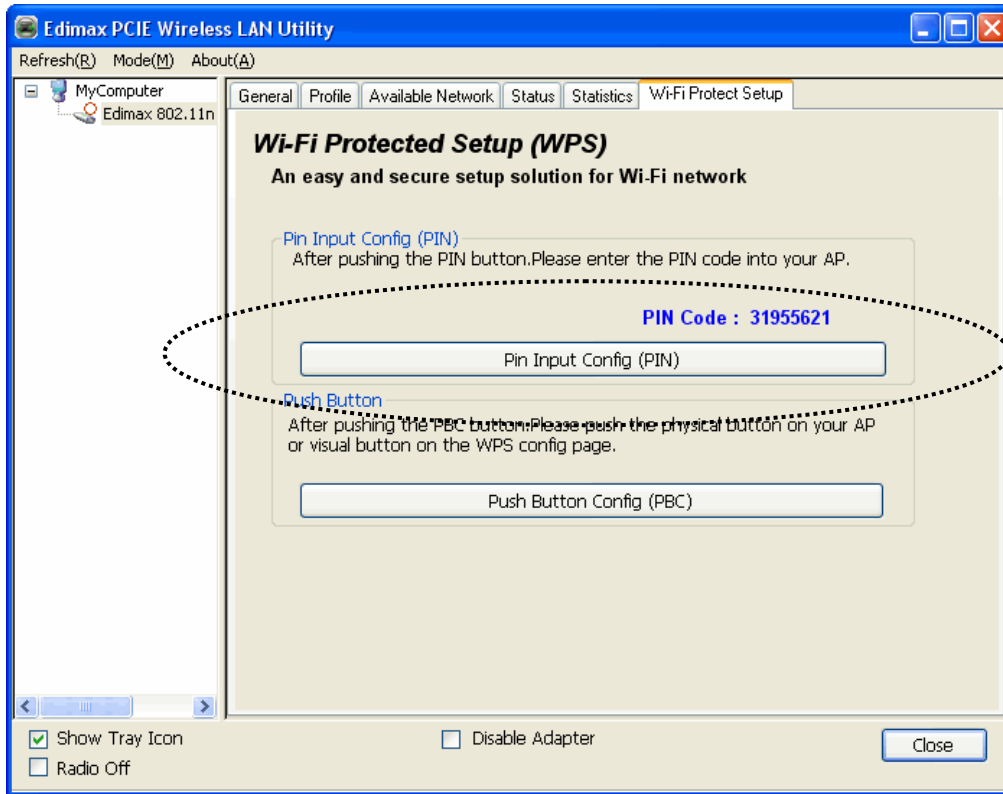 Edimax PCIE Wireless LAN Utility
Refresh(R) Mode(M) About(A)
MyComputer
Edimax 802.11n
General Profile Available Network Status Statistics Wi-Fi Protect Setup
Wi-Fi Protected Setup (WPS)
An easy and secure setup solution for Wi-Fi network
Pin Input Config (PIN)
After pushing the PIN button.Please enter the PIN code into your AP.
PIN Code : 31955621
Pin Input Config (PIN)
Push Button
After pushing the PBC button.Please push the physical button on your AP
or visual button on the WPS config page.
Push Button Config (PBC)
Show Tray Icon
Disable Adapter
Radio Off
Close